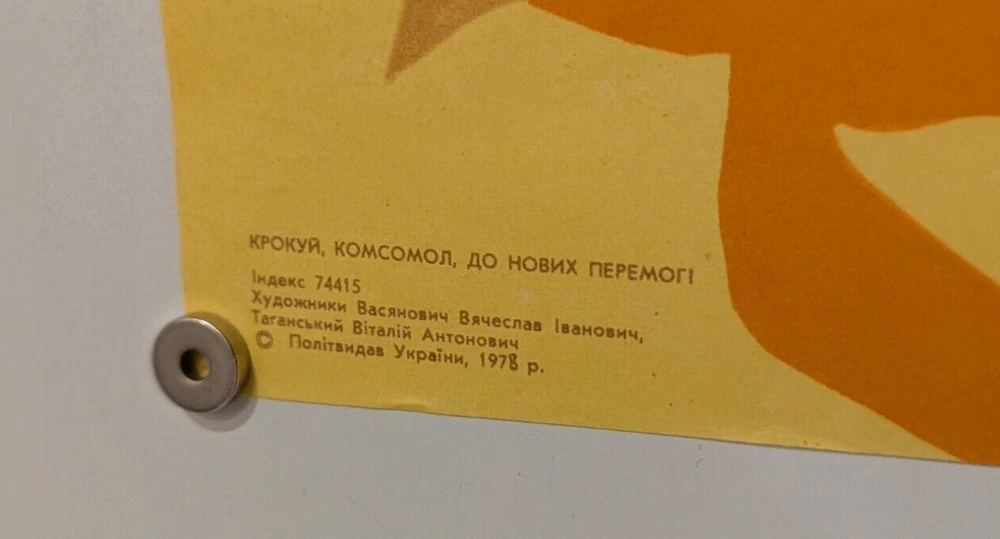 КРОКУЙ, КОМСОМОЛ, ДО НОВИХ ПЕРЕМОГ!
Індекс 74415
Художники Васянович Вячеслав Іванович,
Таганський Віталій Антонович
© Політвидав України, 1978 р.